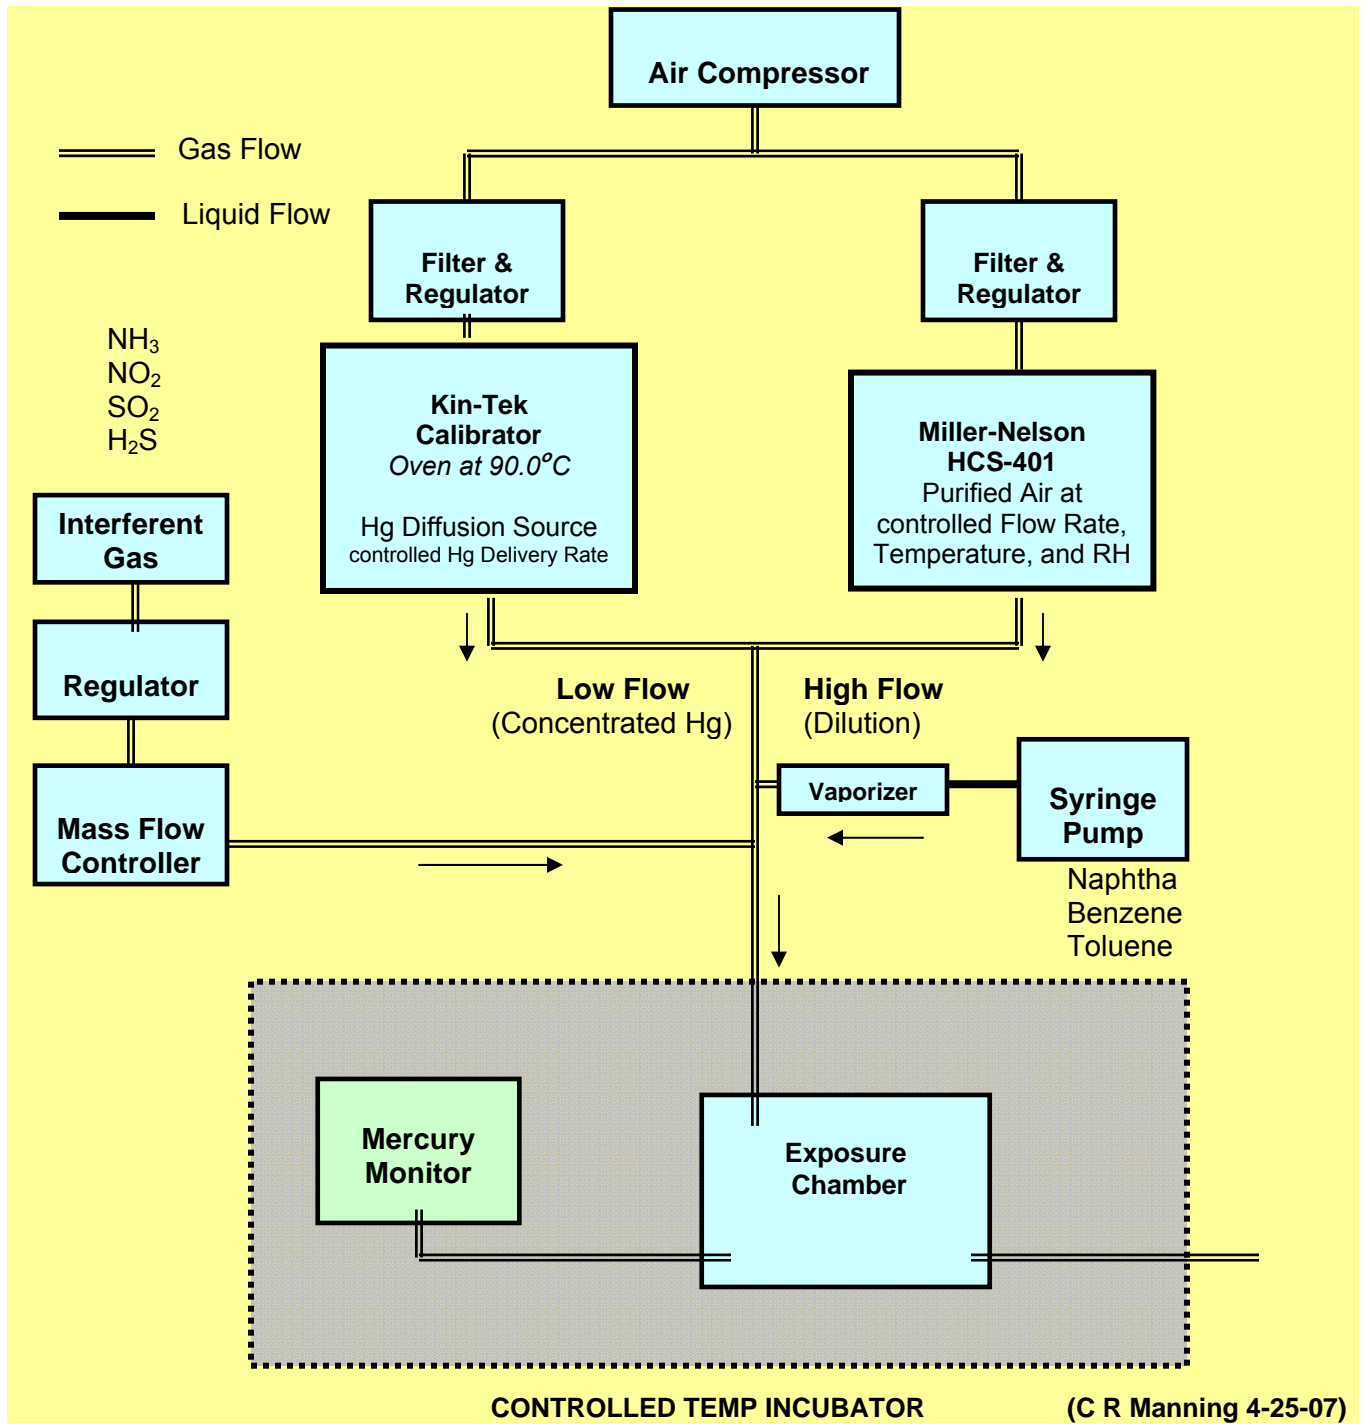 Air Compressor
Gas Flow
Liquid Flow
Filter &
Regulator
Filter &
Regulator
NH₃
NO₂
SO₂
H₂S
Kin-Tek
Calibrator
Oven at 90.0°C
Hg Diffusion Source
controlled Hg Delivery Rate
Miller-Nelson
HCS-401
Purified Air at
controlled Flow Rate,
Temperature, and RH
Interferent
Gas
Regulator
Mass Flow
Controller
Low Flow
(Concentrated Hg)
High Flow
(Dilution)
Vaporizer
Syringe
Pump
Naphtha
Benzene
Toluene
Mercury
Monitor
Exposure
Chamber
CONTROLLED TEMP INCUBATOR
(C R Manning 4-25-07)